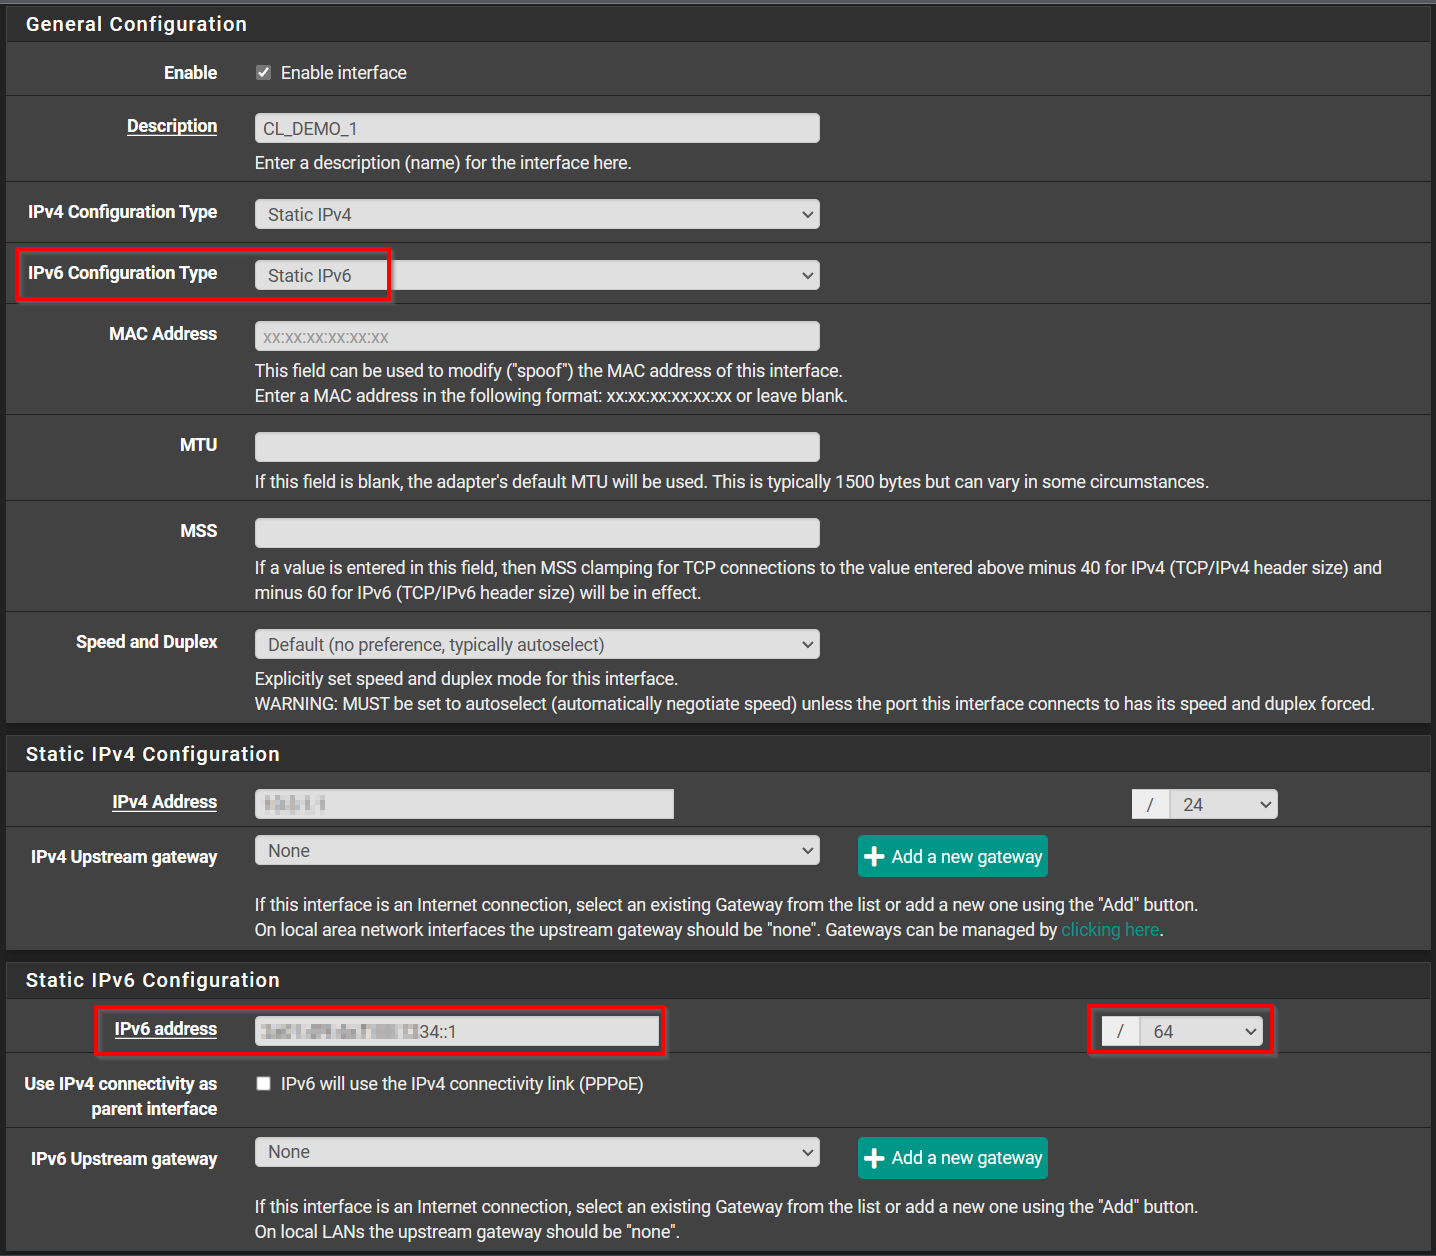 General Configuration
Enable
Enable interface
Description
CL_DEMO_1
Enter a description (name) for the interface here.
IPv4 Configuration Type
Static IPv4
IPv6 Configuration Type
Static IPv6
MAC Address
xx:xx:xx:xx:xx:xx
This field can be used to modify ("spoof") the MAC address of this interface.
Enter a MAC address in the following format: xx:xx:xx:xx:xx:xx or leave blank.
MTU
If this field is blank, the adapter's default MTU will be used. This is typically 1500 bytes but can vary in some circumstances.
MSS
If a value is entered in this field, then MSS clamping for TCP connections to the value entered above minus 40 for IPv4 (TCP/IPv4 header size) and
minus 60 for IPv6 (TCP/IPv6 header size) will be in effect.
Speed and Duplex
Default (no preference, typically autoselect)
Explicitly set speed and duplex mode for this interface.
WARNING: MUST be set to autoselect (automatically negotiate speed) unless the port this interface connects to has its speed and duplex forced.
Static IPv4 Configuration
IPv4 Address
/ 24
IPv4 Upstream gateway
None
Add a new gateway
If this interface is an Internet connection, select an existing Gateway from the list or add a new one using the "Add" button.
On local area network interfaces the upstream gateway should be "none". Gateways can be managed by clicking here.
Static IPv6 Configuration
IPv6 address
34::1
/ 64
Use IPv4 connectivity as
parent interface
IPv6 will use the IPv4 connectivity link (PPPoE)
IPv6 Upstream gateway
None
Add a new gateway
If this interface is an Internet connection, select an existing Gateway from the list or add a new one using the "Add" button.
On local LANs the upstream gateway should be "none".